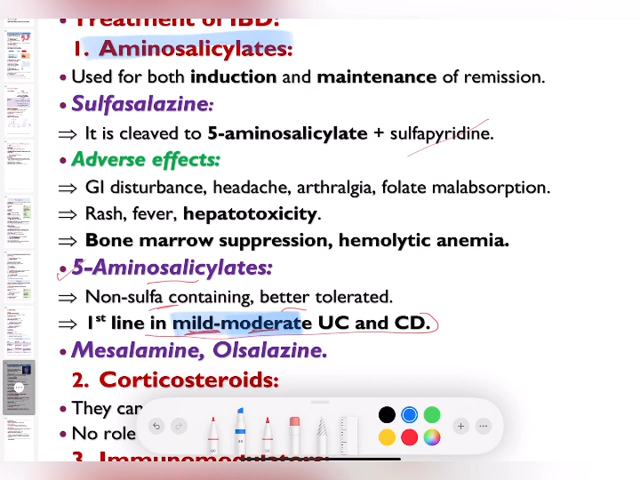 Treatment of IBD:
1. Aminosalicylates:
• Used for both induction and maintenance of remission.
• Sulfasalazine:
⇒ It is cleaved to 5-aminosalicylate + sulfapyridine.
• Adverse effects:
⇒ GI disturbance, headache, arthralgia, folate malabsorption.
⇒ Rash, fever, hepatotoxicity.
⇒ Bone marrow suppression, hemolytic anemia.
• 5-Aminosalicylates:
⇒ Non-sulfa containing, better tolerated.
⇒ 1st line in mild-moderate UC and CD.
• Mesalamine, Olsalazine.
2. Corticosteroids:
• They can
• No role
3. Immunomodulators: